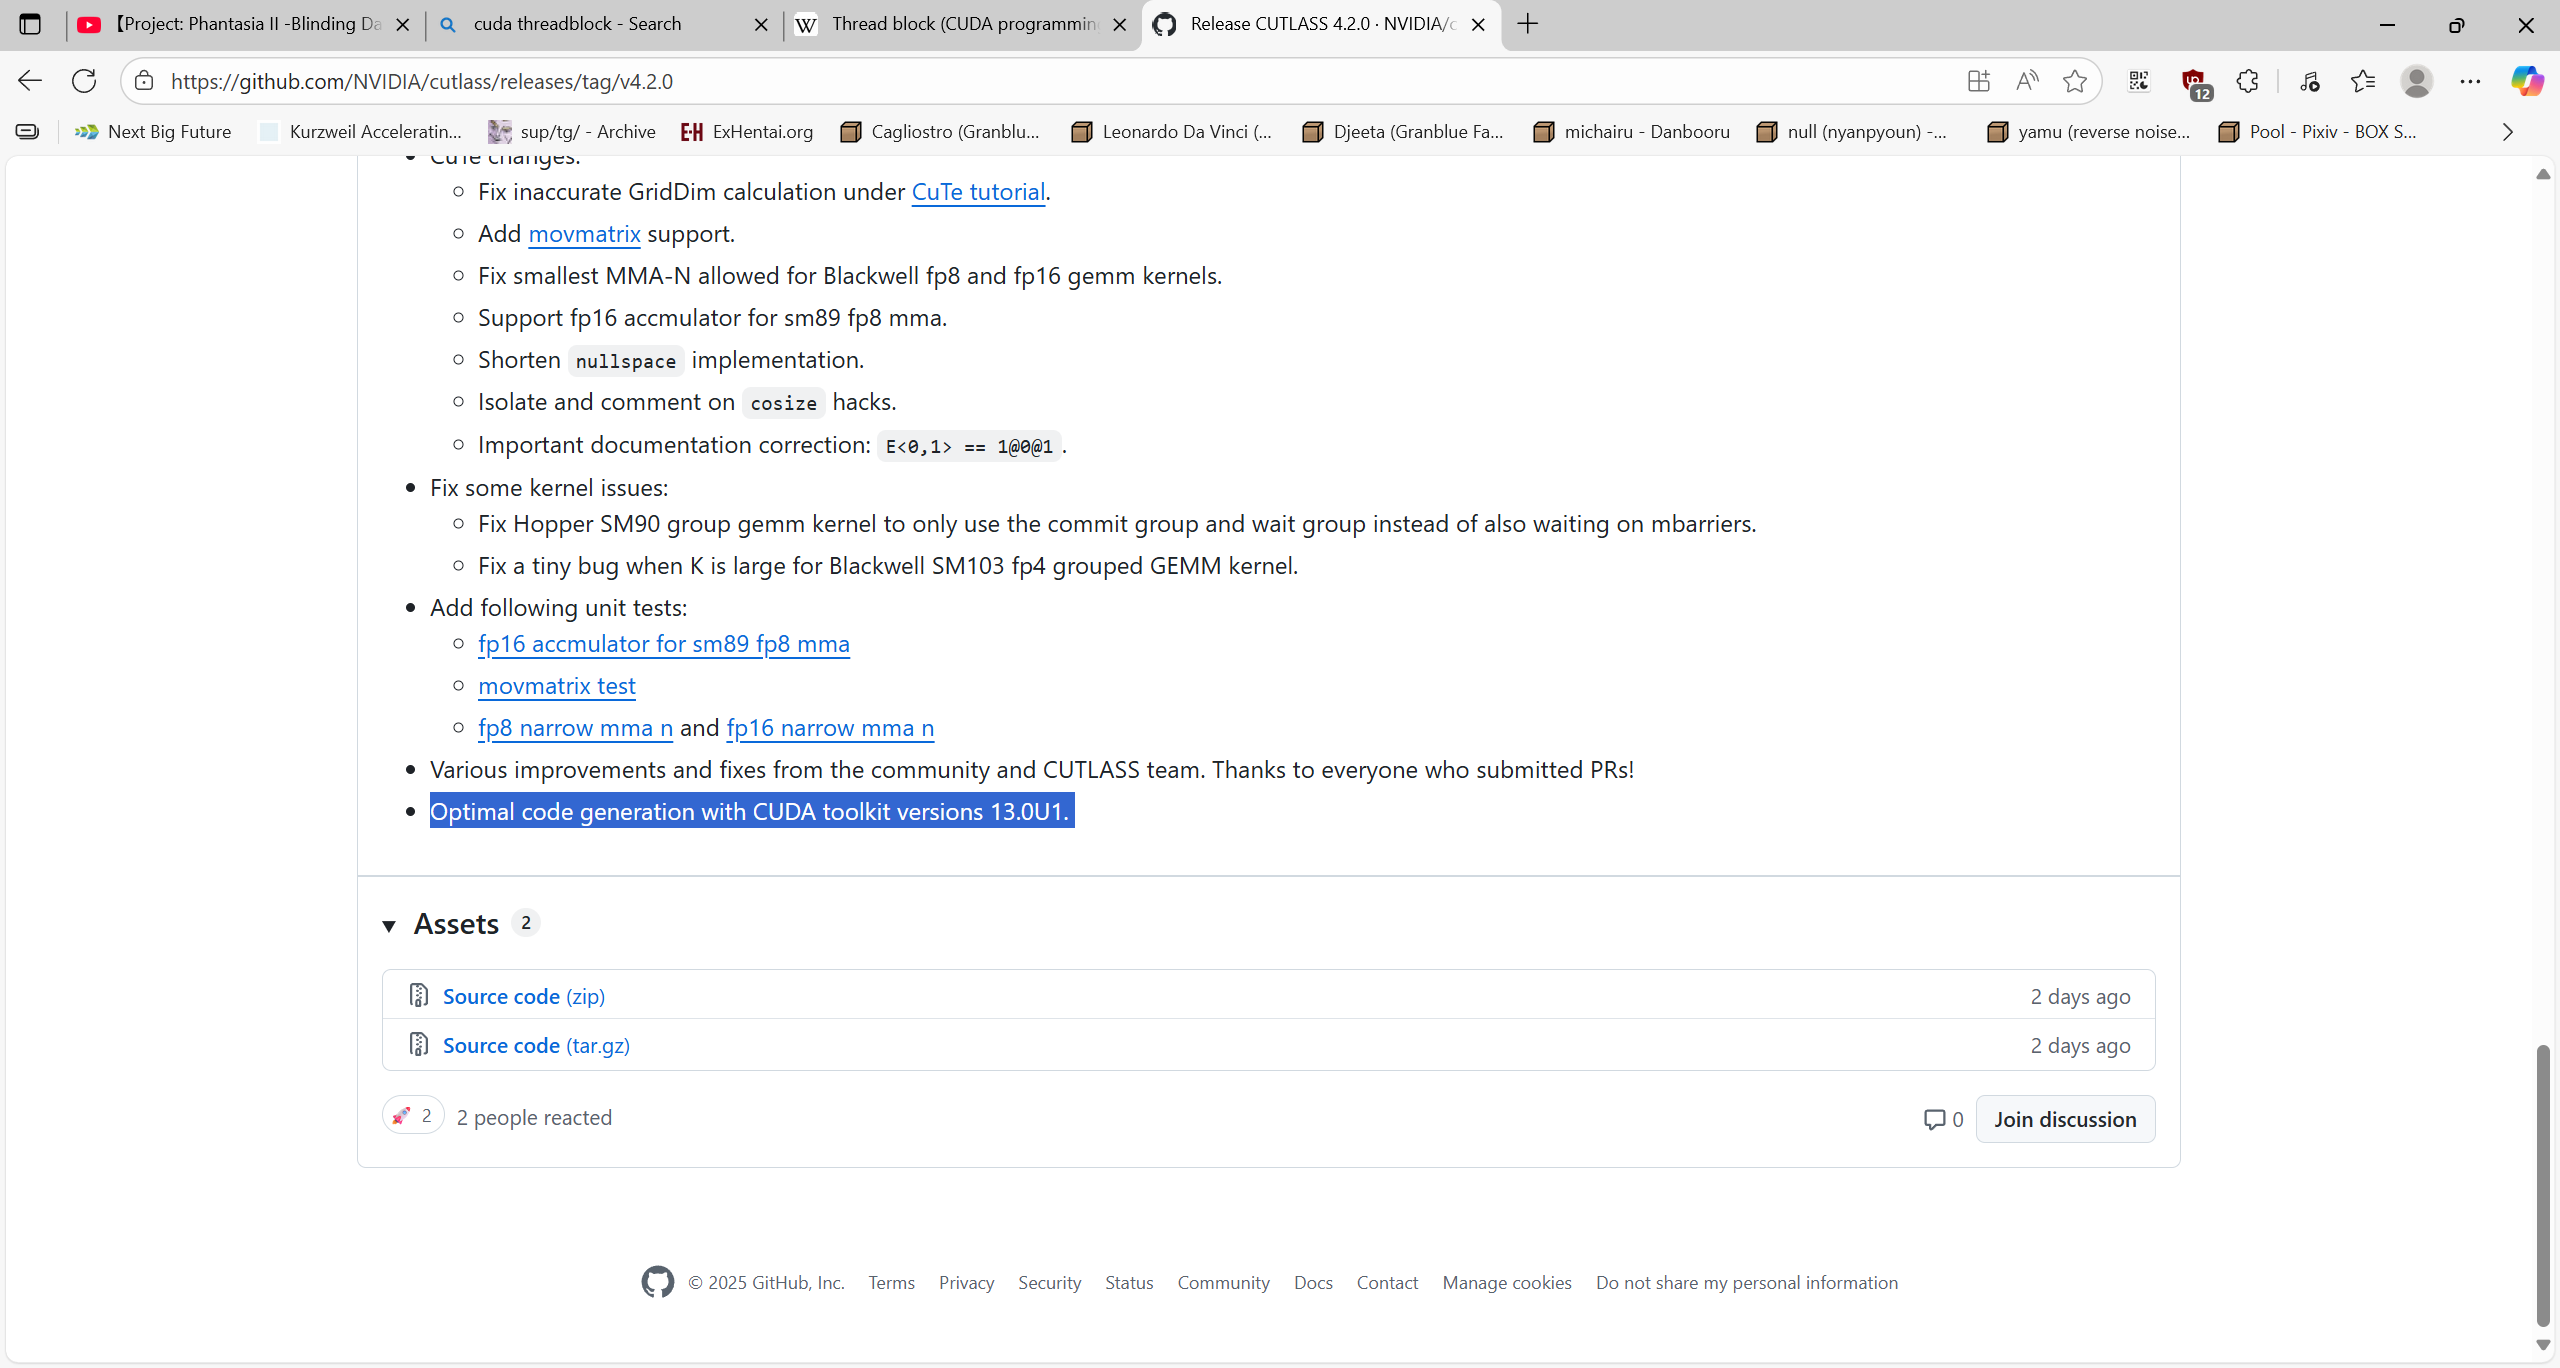 【Project: Phantasia II -Blinding Da
cuda threadblock - Search
Thread block (CUDA programming
Release CUTLASS 4.2.0 · NVIDIA/c
https://github.com/NVIDIA/cutlass/releases/tag/v4.2.0
12
Next Big Future
Kurzweil Acceleratin...
sup/tg/ - Archive
ExHentai.org
Cagliostro (Granblu...
Leonardo Da Vinci (...
Djeeta (Granblue Fa...
michairu - Danbooru
null (nyanpyoun) -...
yamu (reverse noise...
Pool - Pixiv - BOX S...
CuTe changes:
Fix inaccurate GridDim calculation under CuTe tutorial.
Add movmatrix support.
Fix smallest MMA-N allowed for Blackwell fp8 and fp16 gemm kernels.
Support fp16 accmulator for sm89 fp8 mma.
Shorten nullspace implementation.
Isolate and comment on cosize hacks.
Important documentation correction: E<0,1> == 1@0@1.
Fix some kernel issues:
Fix Hopper SM90 group gemm kernel to only use the commit group and wait group instead of also waiting on mbarriers.
Fix a tiny bug when K is large for Blackwell SM103 fp4 grouped GEMM kernel.
Add following unit tests:
fp16 accmulator for sm89 fp8 mma
movmatrix test
fp8 narrow mma n and fp16 narrow mma n
Various improvements and fixes from the community and CUTLASS team. Thanks to everyone who submitted PRs!
Optimal code generation with CUDA toolkit versions 13.0U1.
Assets 2
Source code (zip) 2 days ago
Source code (tar.gz) 2 days ago
🚀 2 2 people reacted
0 Join discussion
© 2025 GitHub, Inc. Terms Privacy Security Status Community Docs Contact Manage cookies Do not share my personal information